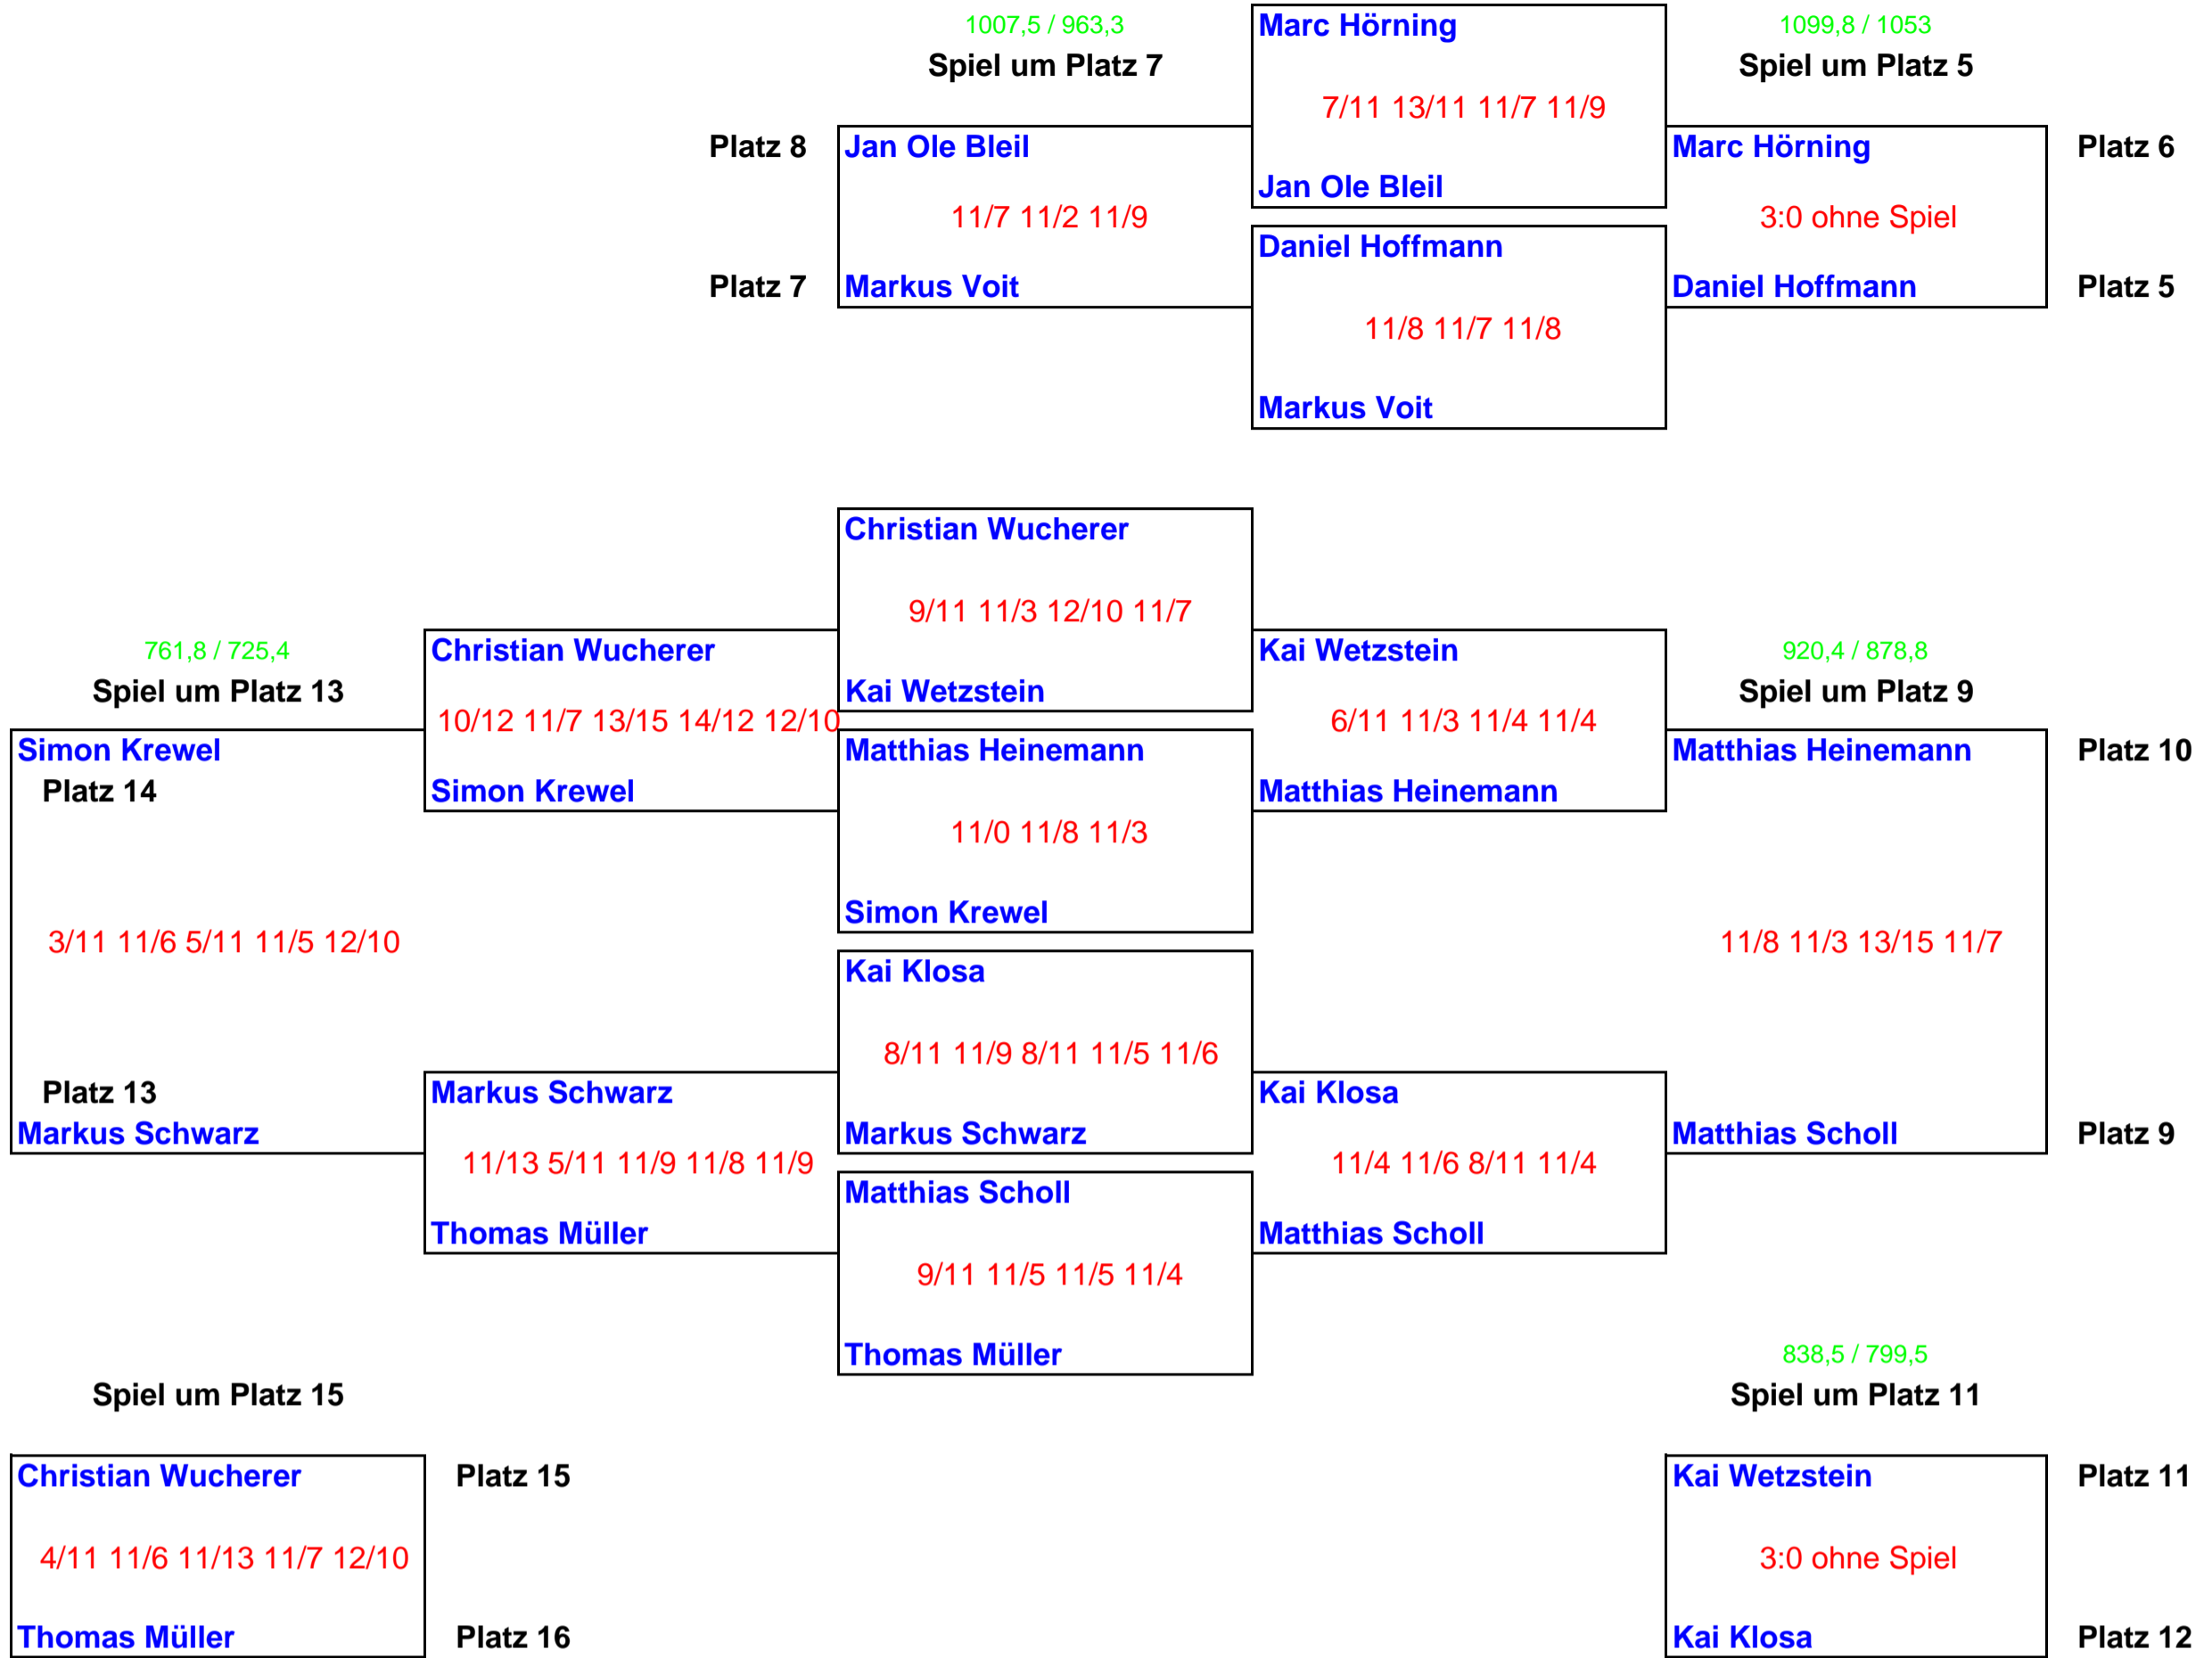 1007,5 / 963,3
Marc Hörning
1099,8 / 1053
Spiel um Platz 7
Spiel um Platz 5
7/11 13/11 11/7 11/9
Platz 8
Jan Ole Bleil
Marc Hörning
Platz 6
Jan Ole Bleil
11/7 11/2 11/9
3:0 ohne Spiel
Daniel Hoffmann
Platz 7
Markus Voit
Daniel Hoffmann
Platz 5
11/8 11/7 11/8
Markus Voit
Christian Wucherer
9/11 11/3 12/10 11/7
761,8 / 725,4
Christian Wucherer
Kai Wetzstein
920,4 / 878,8
Spiel um Platz 13
Kai Wetzstein
Spiel um Platz 9
10/12 11/7 13/15 14/12 12/10
6/11 11/3 11/4 11/4
Simon Krewel
Matthias Heinemann
Matthias Heinemann
Platz 10
Platz 14
Simon Krewel
Matthias Heinemann
11/0 11/8 11/3
Simon Krewel
3/11 11/6 5/11 11/5 12/10
11/8 11/3 13/15 11/7
Kai Klosa
8/11 11/9 8/11 11/5 11/6
Platz 13
Markus Schwarz
Kai Klosa
Markus Schwarz
Markus Schwarz
Matthias Scholl
Platz 9
11/13 5/11 11/9 11/8 11/9
11/4 11/6 8/11 11/4
Matthias Scholl
Thomas Müller
Matthias Scholl
9/11 11/5 11/5 11/4
Thomas Müller
838,5 / 799,5
Spiel um Platz 15
Spiel um Platz 11
Christian Wucherer
Platz 15
Kai Wetzstein
Platz 11
4/11 11/6 11/13 11/7 12/10
3:0 ohne Spiel
Thomas Müller
Platz 16
Kai Klosa
Platz 12